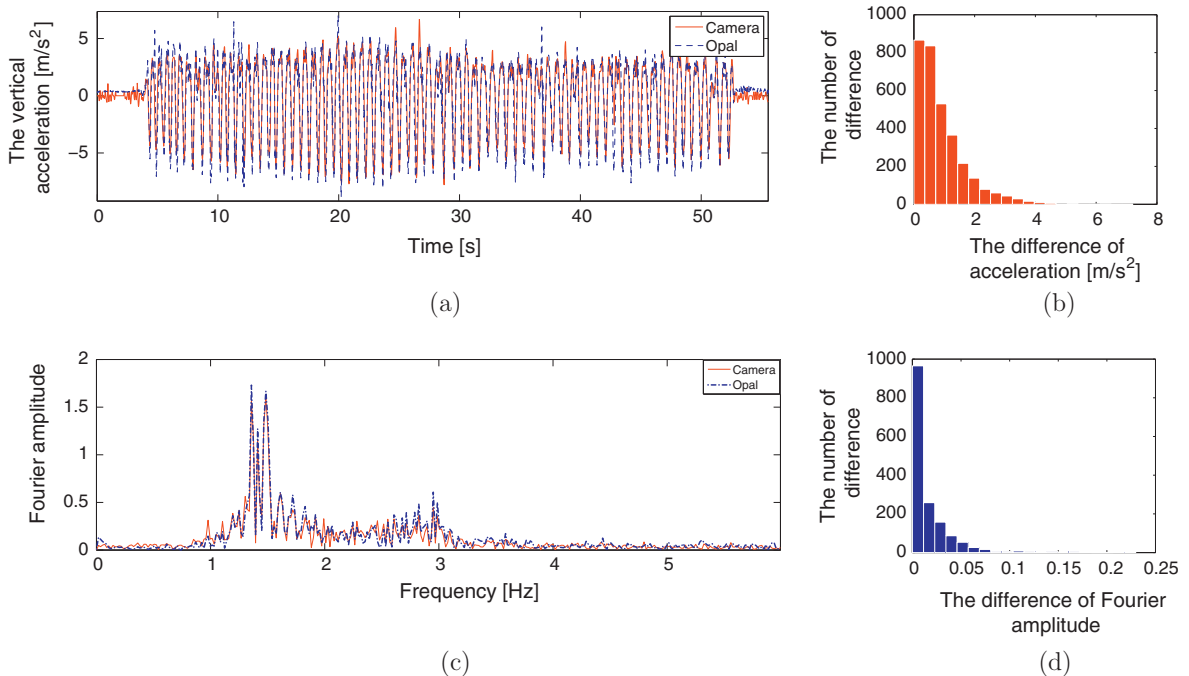 The vertical
acceleration [m/s²]
5
0
−5
0
10
20
30
40
50
Time [s]
Camera
Opal
(a)
The number of
difference
1000
800
600
400
200
0
0
2
4
6
8
The difference of
acceleration [m/s²]
(b)
Fourier amplitude
2
1.5
1
0.5
0
0
1
2
3
4
5
Frequency [Hz]
Camera
Opal
(c)
The number of
difference
1000
800
600
400
200
0
0
0.05
0.1
0.15
0.2
0.25
The difference of Fourier
amplitude
(d)